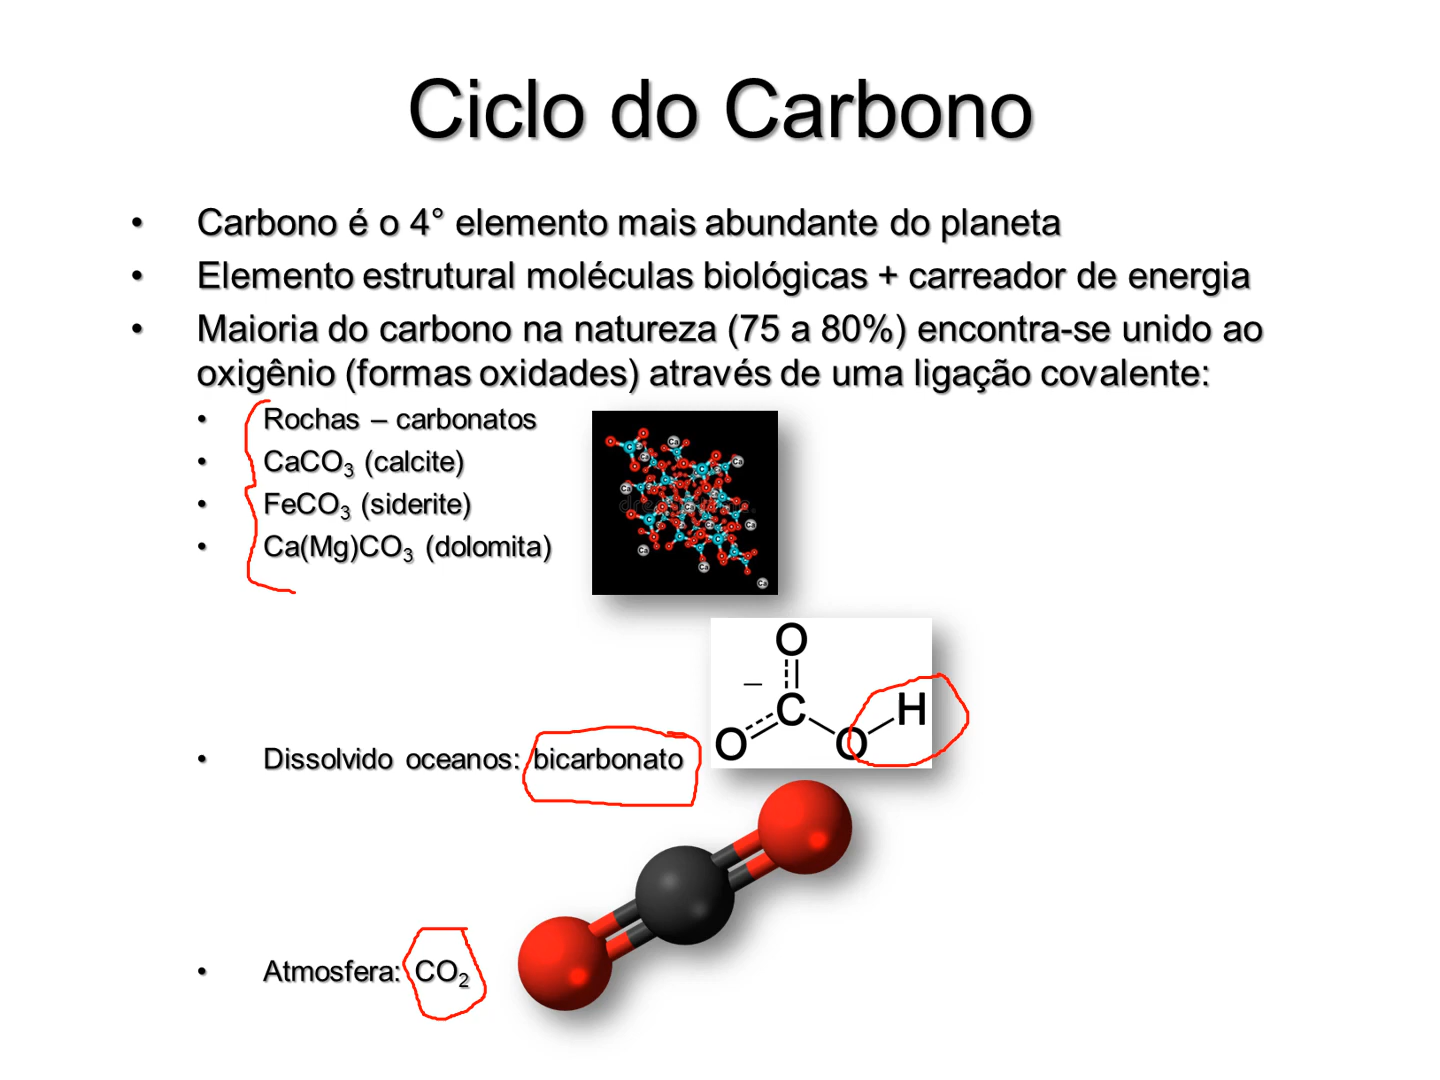 Ciclo do Carbono
• Carbono é o 4° elemento mais abundante do planeta
• Elemento estrutural moléculas biológicas + carreador de energia
• Maioria do carbono na natureza (75 a 80%) encontra-se unido ao
oxigênio (formas oxidades) através de uma ligação covalente:
• Rochas – carbonatos
• CaCO3 (calcite)
• FeCO3 (siderite)
• Ca(Mg)CO3 (dolomita)
O
–
C
H
O
O
• Dissolvido oceanos: bicarbonato
• Atmosfera: CO2